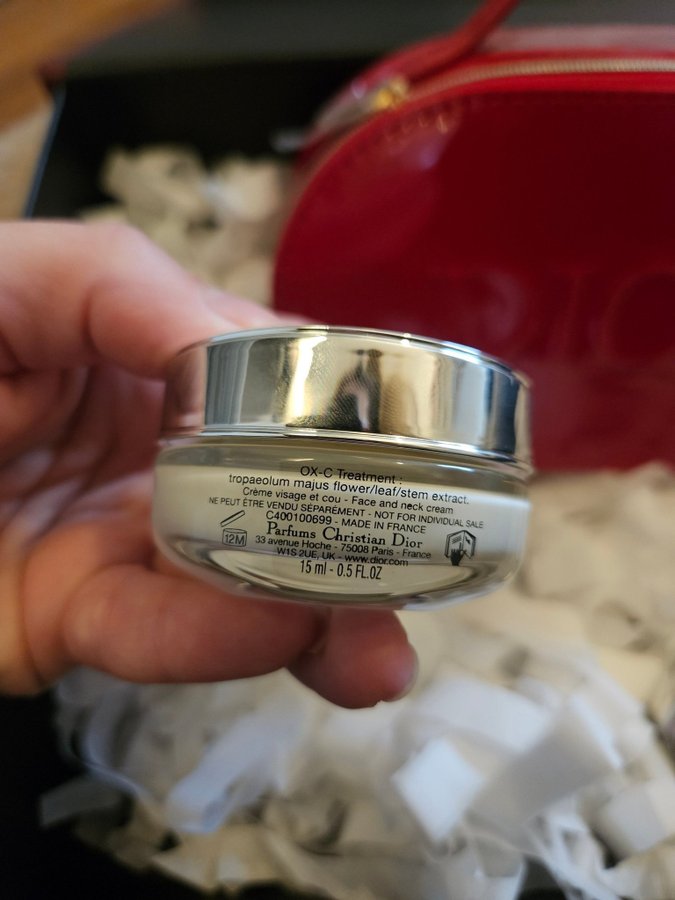 OX-C Treatment :
tropaeolum majus flower/leaf/stem extract.
Crème visage et cou - Face and neck cream
NE PEUT ÊTRE VENDU SÉPARÉMENT - NOT FOR INDIVIDUAL SALE
C400100699 - MADE IN FRANCE
Parfums Christian Dior
33 avenue Hoche - 75008 Paris - France
W1S 2UE, UK - www.dior.com
15 ml - 0.5 FL.OZ
12M
DIO